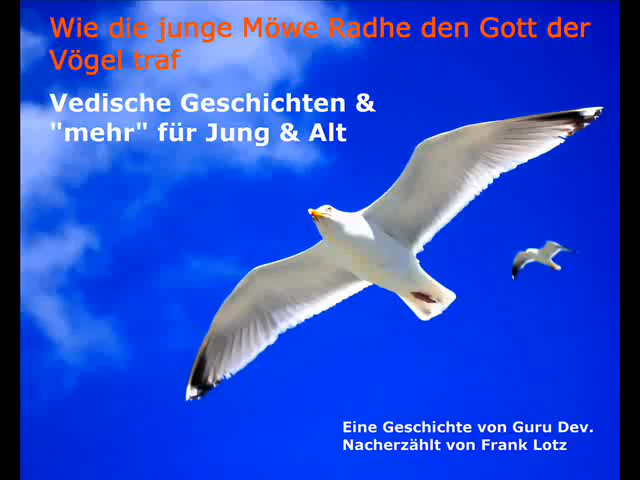 Wie die junge Möwe Radhe den Gott der
Vögel traf
Vedische Geschichten &
"mehr" für Jung & Alt
Eine Geschichte von Guru Dev.
Nacherzählt von Frank Lotz